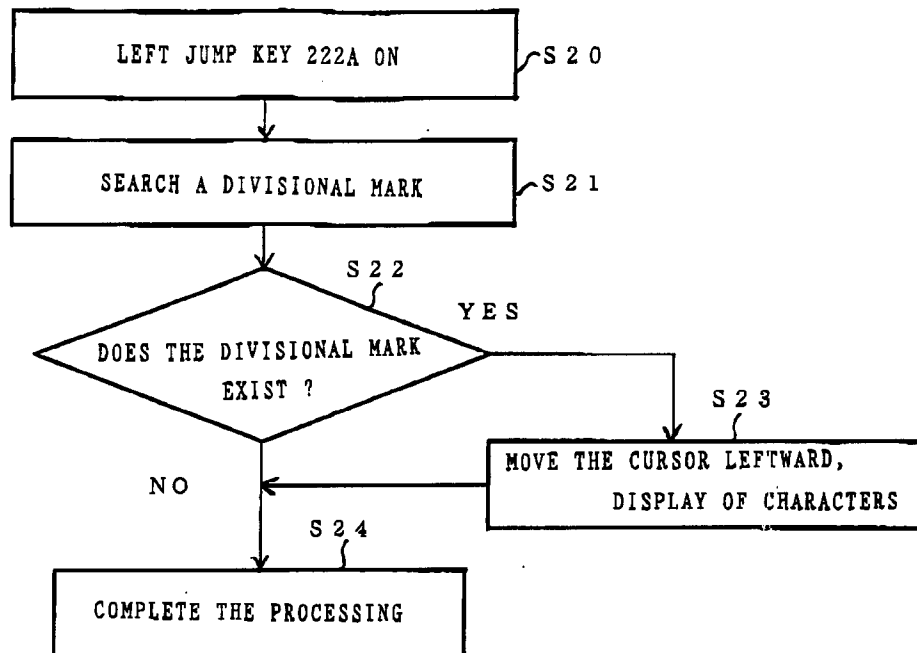 LEFT JUMP KEY 222A ON
S20
SEARCH A DIVISIONAL MARK
S21
S22
YES
DOES THE DIVISIONAL MARK
EXIST ?
S23
MOVE THE CURSOR LEFTWARD,
DISPLAY OF CHARACTERS
NO
S24
COMPLETE THE PROCESSING